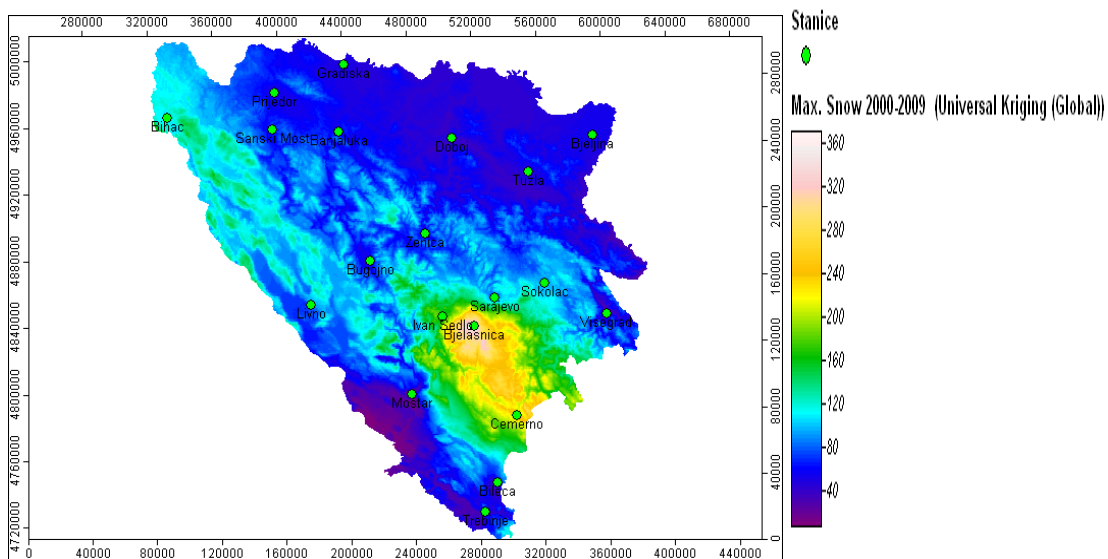 280000 320000 360000 400000 440000 480000 520000 560000 600000 640000 680000
Stanice
Max. Snow 2000-2009 (Universal Kriging (Global))
360
320
280
240
200
160
120
80
40
5000000
4960000
4920000
4880000
4840000
4800000
4760000
4720000
280000
240000
200000
160000
120000
80000
40000
0
Gradiska
Prijedor
Bihac
Sanski Most
Banjaluka
Doboj
Bjeljina
Tuzla
Zenica
Bugojno
Sokolac
Sarajevo
Livno
Ivan Sedlo
Visegrad
Bjelasnica
Mostar
Cemerno
Bileca
Trebinje
0 40000 80000 120000 160000 200000 240000 280000 320000 360000 400000 440000